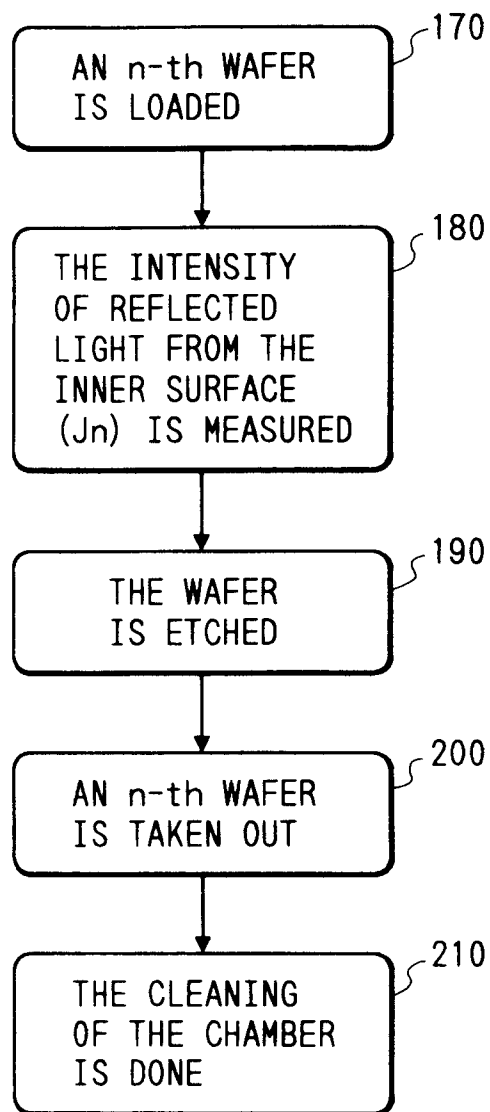 170
AN n-th WAFER
IS LOADED
180
THE INTENSITY
OF REFLECTED
LIGHT FROM THE
INNER SURFACE
(Jn) IS MEASURED
190
THE WAFER
IS ETCHED
200
AN n-th WAFER
IS TAKEN OUT
210
THE CLEANING
OF THE CHAMBER
IS DONE